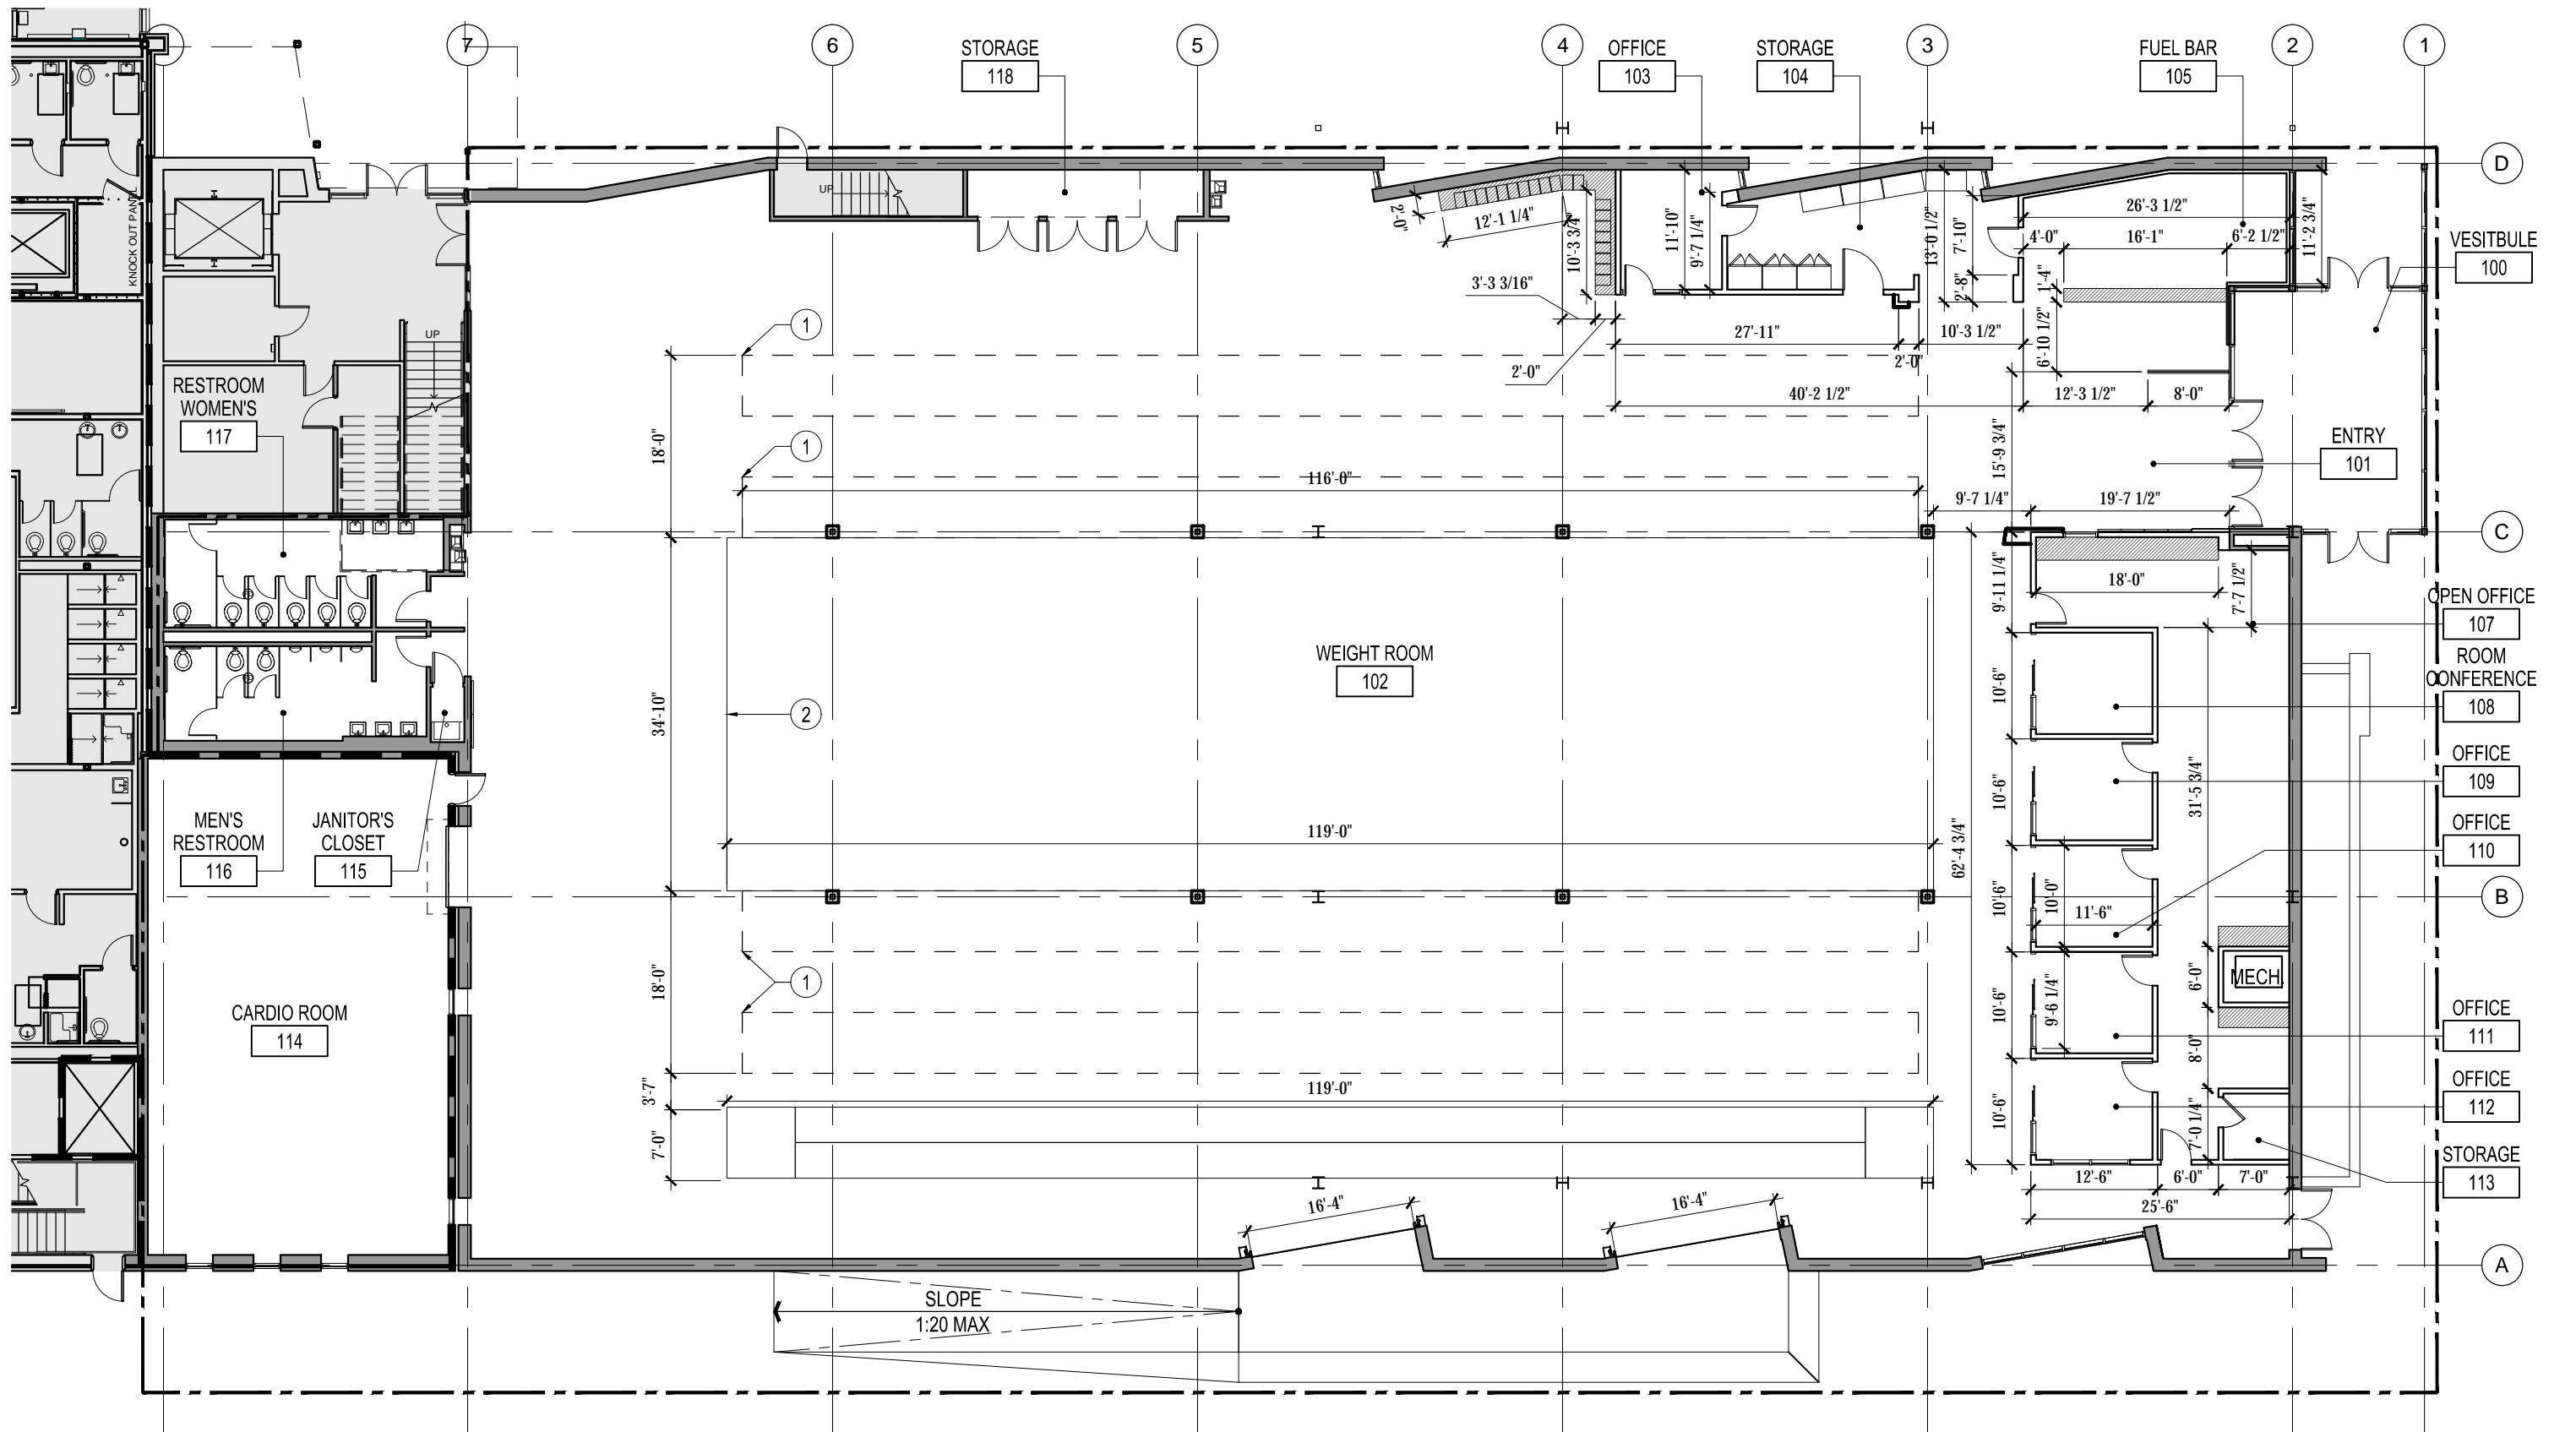 7
6
5
4
3
2
1
STORAGE
118
OFFICE
103
STORAGE
104
FUEL BAR
105
D
KNOCK OUT PANEL
UP
2'-0"
12'-1 1/4"
10'-3 3/4"
11'-10"
9'-7 1/4"
13'-0 1/2"
7'-10"
2'-8"
26'-3 1/2"
4'-0"
16'-1"
6'-2 1/2"
11'-2 3/4"
1'-4"
VESITBULE
100
3'-3 3/16"
1
27'-11"
10'-3 1/2"
2'-0"
6'-10 1/2"
UP
2'-0"
RESTROOM
WOMEN'S
117
40'-2 1/2"
12'-3 1/2"
8'-0"
18'-0"
1
15'-9 3/4"
ENTRY
101
116'-0"
9'-7 1/4"
19'-7 1/2"
C
9'-11 1/4"
18'-0"
7'-7 1/2"
OPEN OFFICE
107
WEIGHT ROOM
102
ROOM
CONFERENCE
108
10'-6"
34'-10"
2
OFFICE
109
10'-6"
31'-5 3/4"
MEN'S
RESTROOM
116
JANITOR'S
CLOSET
115
119'-0"
62'-4 3/4"
OFFICE
110
10'-6"
10'-0"
11'-6"
B
18'-0"
1
6'-0"
MECH.
CARDIO ROOM
114
10'-6"
9'-6 1/4"
OFFICE
111
8'-0"
3'-7"
119'-0"
OFFICE
112
10'-6"
7'-0 1/4"
7'-0"
STORAGE
113
12'-6"
6'-0"
7'-0"
25'-6"
16'-4"
16'-4"
A
SLOPE
1:20 MAX